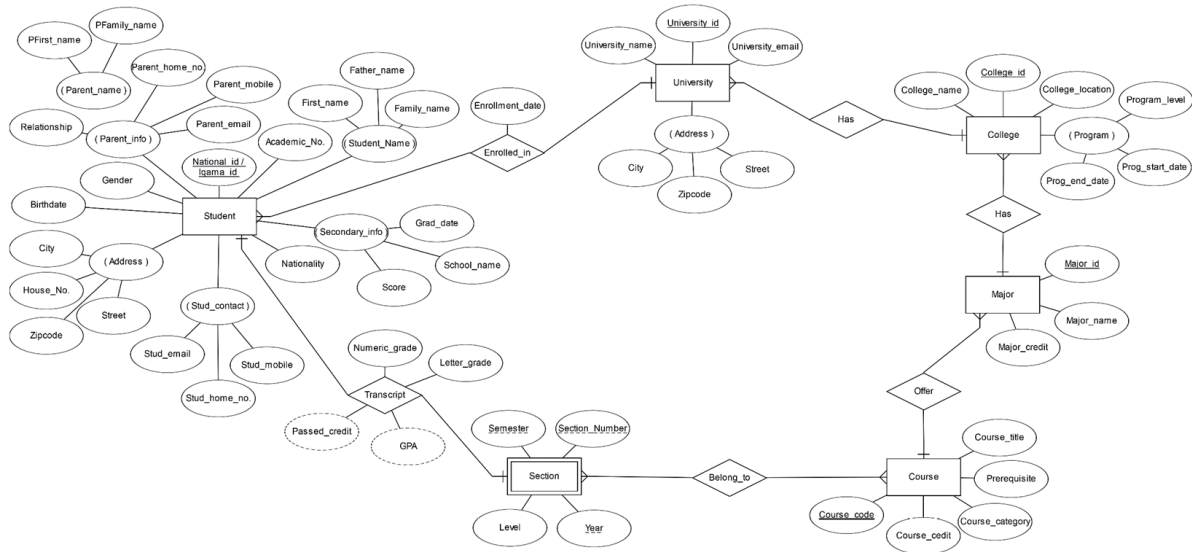 PFirst_name
PFamily_name
( Parent_name )
Parent_home_no.
Parent_mobile
Parent_email
Relationship
( Parent_info )
Gender
Birthdate
National_id /
Iqama_id
Academic_No.
First_name
Father_name
Family_name
( Student_Name )
Student
( Address )
City
House_No.
Zipcode
Street
( Stud_contact )
Stud_email
Stud_home_no.
Stud_mobile
Nationality
( Secondary_info )
Grad_date
School_name
Score
Enrollment_date
Enrolled_in
University_id
University_name
University_email
University
( Address )
City
Zipcode
Street
Has
College_id
College_name
College_location
College
Program_level
( Program )
Prog_start_date
Prog_end_date
Has
Major_id
Major
Major_name
Major_credit
Offer
Numeric_grade
Letter_grade
Transcript
Passed_credit
GPA
Semester
Section_Number
Section
Level
Year
Belong_to
Course_title
Course
Prerequisite
Course_code
Course_cedit
Course_category